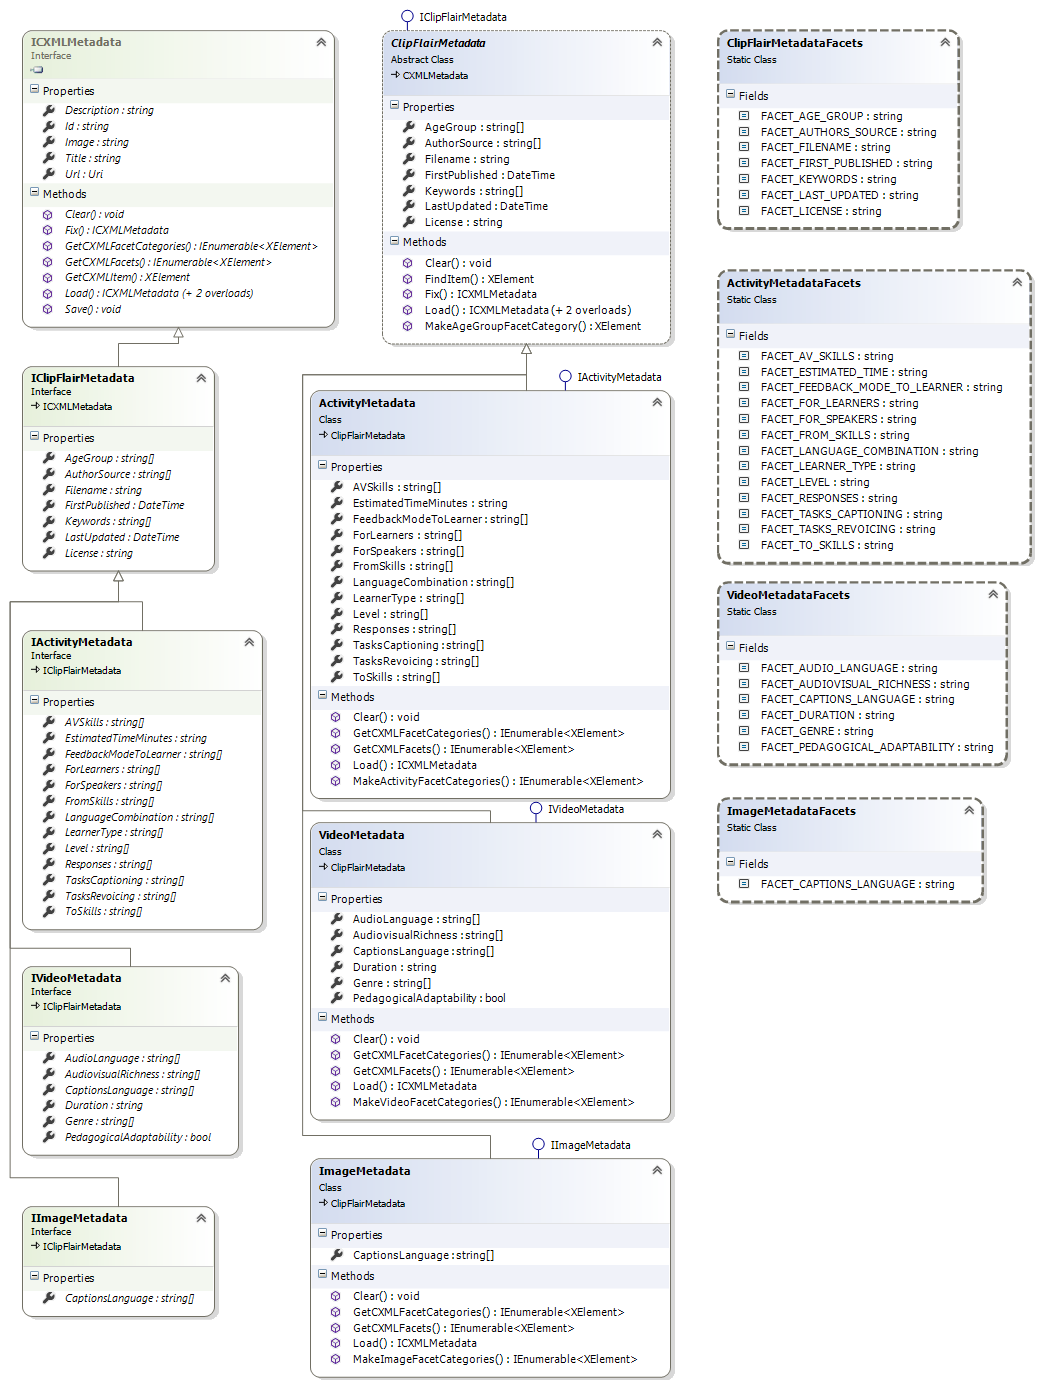 ICXMLMetadata
Interface
Properties
Description : string
Id : string
Image : string
Title : string
Url : Uri
Methods
Clear() : void
Fix() : ICXMLMetadata
GetCXMLFacetCategories() : IEnumerable<XElement>
GetCXMLFacets() : IEnumerable<XElement>
GetCXMLItem() : XElement
Load() : ICXMLMetadata (+ 2 overloads)
Save() : void
IClipFlairMetadata
Interface
ICXMLMetadata
Properties
AgeGroup : string[]
AuthorSource : string[]
Filename : string
FirstPublished : DateTime
Keywords : string[]
LastUpdated : DateTime
License : string
IActivityMetadata
Interface
IClipFlairMetadata
Properties
AVSkills : string[]
EstimatedTimeMinutes : string
FeedbackModeToLearner : string[]
ForLearners : string[]
ForSpeakers : string[]
FromSkills : string[]
LanguageCombination : string[]
LearnerType : string[]
Level : string[]
Responses : string[]
TasksCaptioning : string[]
TasksRevoicing : string[]
ToSkills : string[]
IVideoMetadata
Interface
IClipFlairMetadata
Properties
AudioLanguage : string[]
AudiovisualRichness : string[]
CaptionsLanguage : string[]
Duration : string
Genre : string[]
PedagogicalAdaptability : bool
IImageMetadata
Interface
IClipFlairMetadata
Properties
CaptionsLanguage : string[]
IClipFlairMetadata
ClipFlairMetadata
Abstract Class
CXMLMetadata
Properties
AgeGroup : string[]
AuthorSource : string[]
Filename : string
FirstPublished : DateTime
Keywords : string[]
LastUpdated : DateTime
License : string
Methods
Clear() : void
FindItem() : XElement
Fix() : ICXMLMetadata
Load() : ICXMLMetadata (+ 2 overloads)
MakeAgeGroupFacetCategory() : XElement
IActivityMetadata
ActivityMetadata
Class
ClipFlairMetadata
Properties
AVSkills : string[]
EstimatedTimeMinutes : string
FeedbackModeToLearner : string[]
ForLearners : string[]
ForSpeakers : string[]
FromSkills : string[]
LanguageCombination : string[]
LearnerType : string[]
Level : string[]
Responses : string[]
TasksCaptioning : string[]
TasksRevoicing : string[]
ToSkills : string[]
Methods
Clear() : void
GetCXMLFacetCategories() : IEnumerable<XElement>
GetCXMLFacets() : IEnumerable<XElement>
Load() : ICXMLMetadata
MakeActivityFacetCategories() : IEnumerable<XElement>
IVideoMetadata
VideoMetadata
Class
ClipFlairMetadata
Properties
AudioLanguage : string[]
AudiovisualRichness : string[]
CaptionsLanguage : string[]
Duration : string
Genre : string[]
PedagogicalAdaptability : bool
Methods
Clear() : void
GetCXMLFacetCategories() : IEnumerable<XElement>
GetCXMLFacets() : IEnumerable<XElement>
Load() : ICXMLMetadata
MakeVideoFacetCategories() : IEnumerable<XElement>
IImageMetadata
ImageMetadata
Class
ClipFlairMetadata
Properties
CaptionsLanguage : string[]
Methods
Clear() : void
GetCXMLFacetCategories() : IEnumerable<XElement>
GetCXMLFacets() : IEnumerable<XElement>
Load() : ICXMLMetadata
MakeImageFacetCategories() : IEnumerable<XElement>
ClipFlairMetadataFacets
Static Class
Fields
FACET_AGE_GROUP : string
FACET_AUTHORS_SOURCE : string
FACET_FILENAME : string
FACET_FIRST_PUBLISHED : string
FACET_KEYWORDS : string
FACET_LAST_UPDATED : string
FACET_LICENSE : string
ActivityMetadataFacets
Static Class
Fields
FACET_AV_SKILLS : string
FACET_ESTIMATED_TIME : string
FACET_FEEDBACK_MODE_TO_LEARNER : string
FACET_FOR_LEARNERS : string
FACET_FOR_SPEAKERS : string
FACET_FROM_SKILLS : string
FACET_LANGUAGE_COMBINATION : string
FACET_LEARNER_TYPE : string
FACET_LEVEL : string
FACET_RESPONSES : string
FACET_TASKS_CAPTIONING : string
FACET_TASKS_REVOICING : string
FACET_TO_SKILLS : string
VideoMetadataFacets
Static Class
Fields
FACET_AUDIO_LANGUAGE : string
FACET_AUDIOVISUAL_RICHNESS : string
FACET_CAPTIONS_LANGUAGE : string
FACET_DURATION : string
FACET_GENRE : string
FACET_PEDAGOGICAL_ADAPTABILITY : string
ImageMetadataFacets
Static Class
Fields
FACET_CAPTIONS_LANGUAGE : string